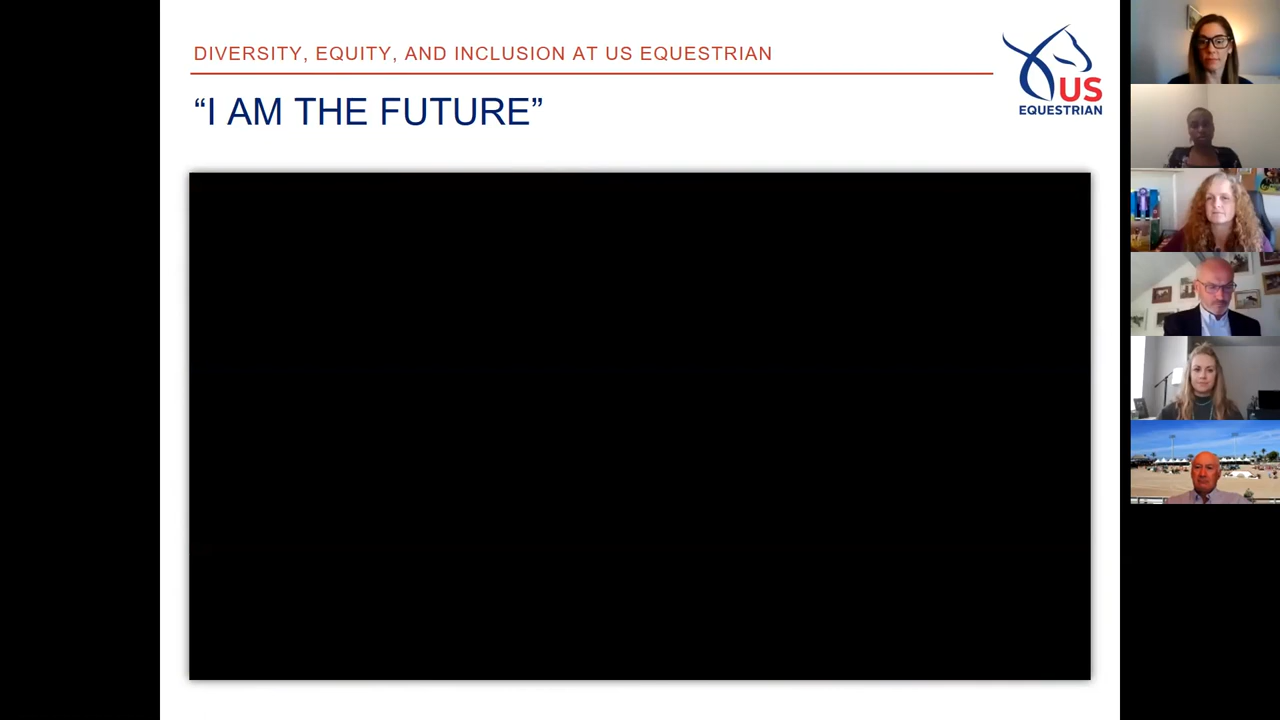 DIVERSITY, EQUITY, AND INCLUSION AT US EQUESTRIAN
“I AM THE FUTURE”
US
EQUESTRIAN